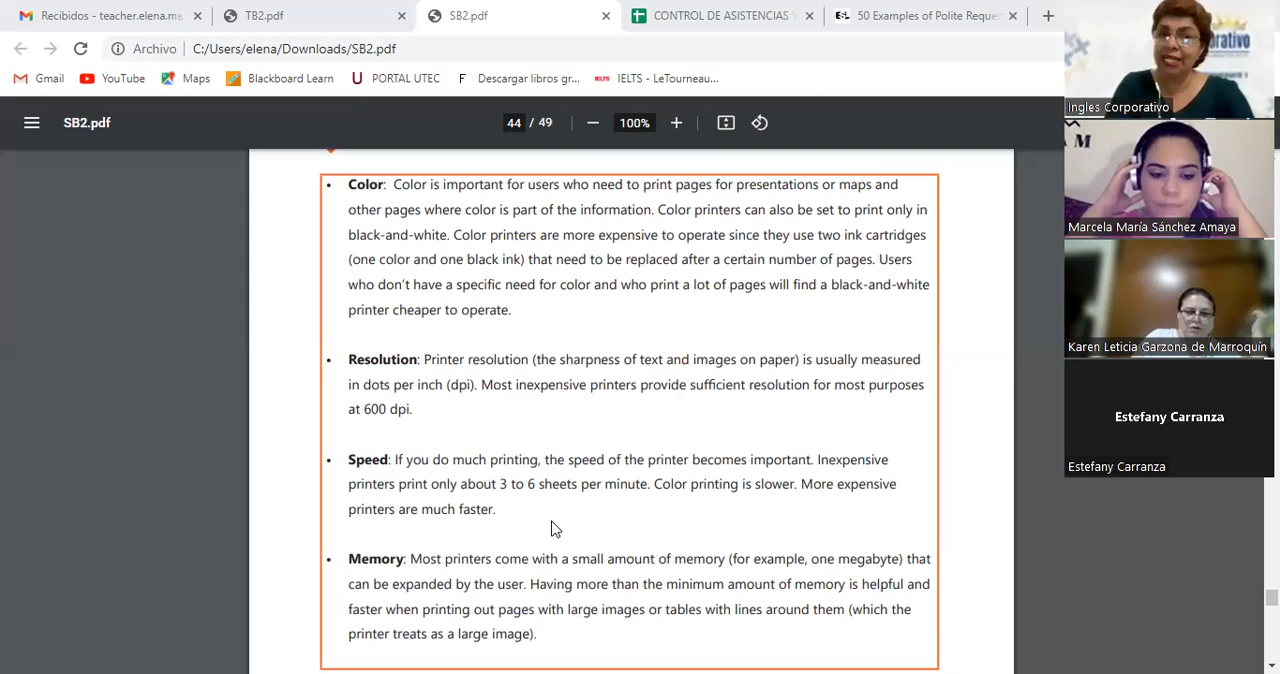 Recibidos - teacher.elena.me
TB2.pdf
SB2.pdf
CONTROL DE ASISTENCIAS
50 Examples of Polite Reque
Archivo
C:/Users/elena/Downloads/SB2.pdf
Gmail
YouTube
Maps
Blackboard Learn
PORTAL UTEC
Descargar libros gr...
IELTS - LeTourneau...
SB2.pdf
44 / 49
100%
• Color: Color is important for users who need to print pages for presentations or maps and
other pages where color is part of the information. Color printers can also be set to print only in
black-and-white. Color printers are more expensive to operate since they use two ink cartridges
(one color and one black ink) that need to be replaced after a certain number of pages. Users
who don't have a specific need for color and who print a lot of pages will find a black-and-white
printer cheaper to operate.
• Resolution: Printer resolution (the sharpness of text and images on paper) is usually measured
in dots per inch (dpi). Most inexpensive printers provide sufficient resolution for most purposes
at 600 dpi.
• Speed: If you do much printing, the speed of the printer becomes important. Inexpensive
printers print only about 3 to 6 sheets per minute. Color printing is slower. More expensive
printers are much faster.
• Memory: Most printers come with a small amount of memory (for example, one megabyte) that
can be expanded by the user. Having more than the minimum amount of memory is helpful and
faster when printing out pages with large images or tables with lines around them (which the
printer treats as a large image).
Ingles Corporativo
Marcela María Sánchez Amaya
Karen Leticia Garzona de Marroquín
Estefany Carranza
Estefany Carranza